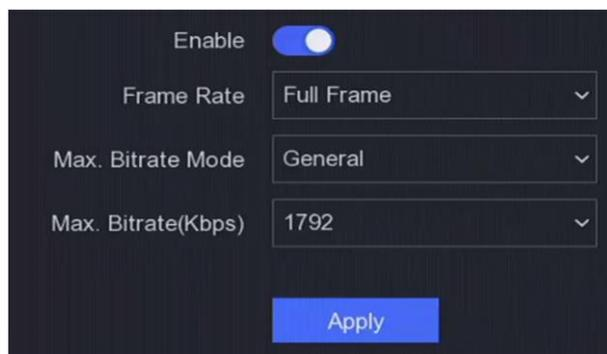 Enable
Frame Rate Full Frame
Max. Bitrate Mode General
Max. Bitrate(Kbps) 1792
Apply